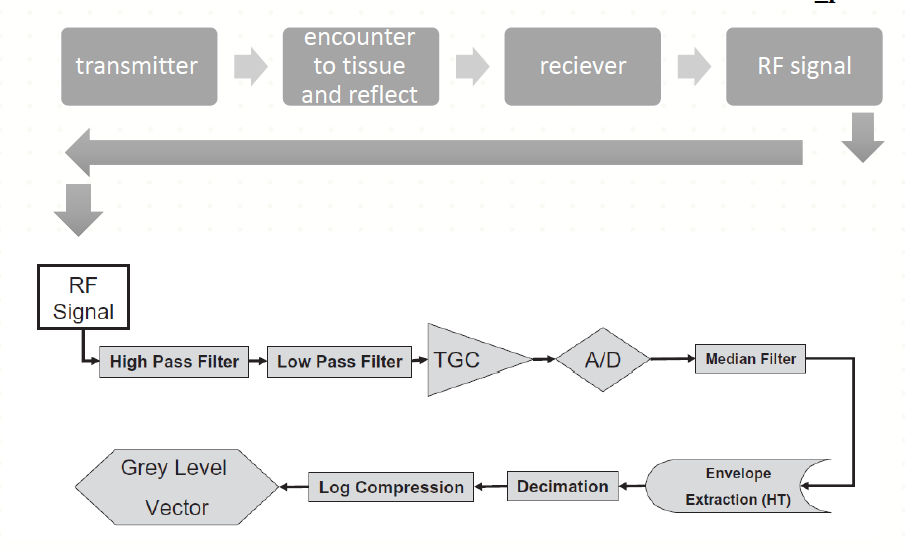 transmitter
encounter
to tissue
and reflect
reciever
RF signal
RF
Signal
High Pass Filter
Low Pass Filter
TGC
A/D
Median Filter
Grey Level
Vector
Log Compression
Decimation
Envelope
Extraction (HT)